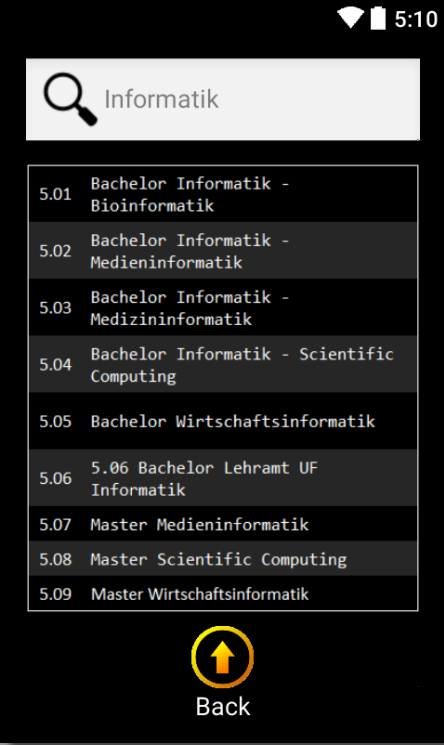 5:10
Informatik
5.01 Bachelor Informatik -
Bioinformatik
5.02 Bachelor Informatik -
Medieninformatik
5.03 Bachelor Informatik -
Medizininformatik
5.04 Bachelor Informatik - Scientific
Computing
5.05 Bachelor Wirtschaftsinformatik
5.06 5.06 Bachelor Lehramt UF
Informatik
5.07 Master Medieninformatik
5.08 Master Scientific Computing
5.09 Master Wirtschaftsinformatik
Back